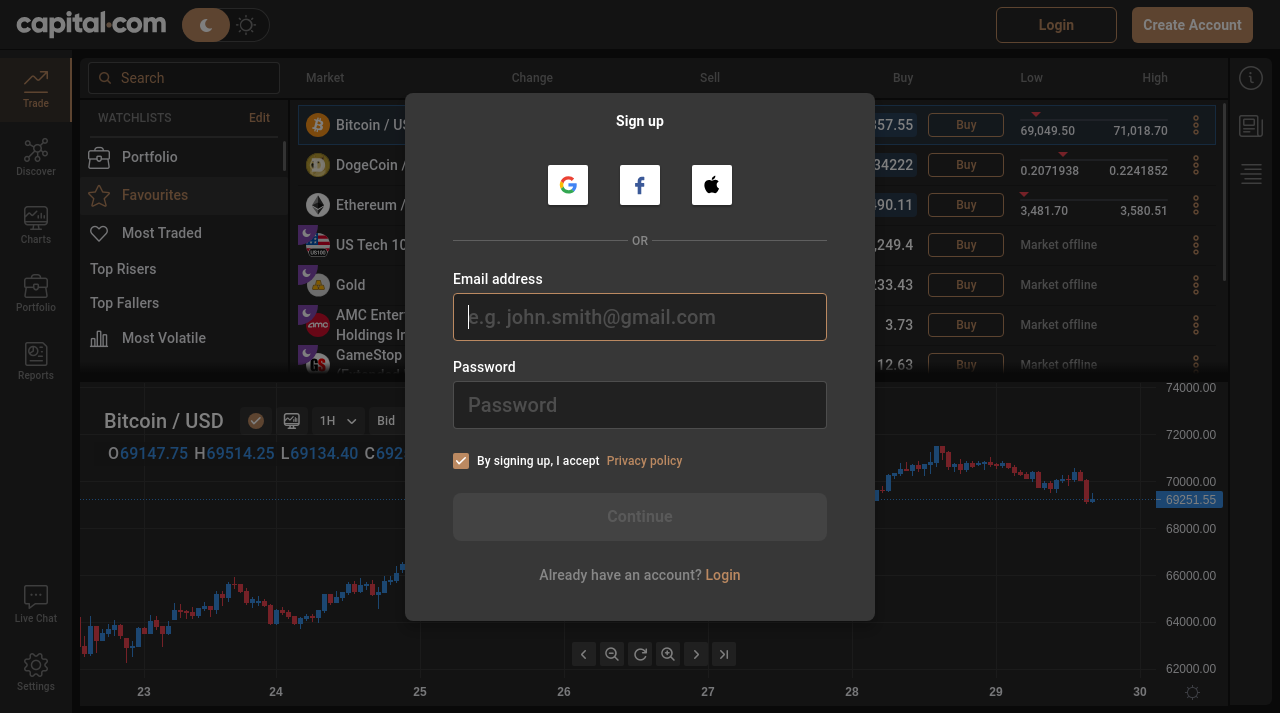 capital.com
Login
Create Account
Trade
Discover
Charts
Portfolio
Reports
Live Chat
Settings
Search
WATCHLISTS Edit
Portfolio
Favourites
Most Traded
Top Risers
Top Fallers
Most Volatile
Market Change Sell Buy Low High
Bitcoin / US 57.55 Buy 69,049.50 71,018.70
DogeCoin / 34222 Buy 0.2071938 0.2241852
Ethereum / 490.11 Buy 3,481.70 3,580.51
US Tech 10 ,249.4 Buy Market offline
Gold 233.43 Buy Market offline
AMC Enter
Holdings In 3.73 Buy Market offline
GameStop 12.63 Buy Market offline
Sign up
OR
Email address
e.g. john.smith@gmail.com
Password
Password
By signing up, I accept Privacy policy
Continue
Already have an account? Login
Bitcoin / USD 1H Bid
O69147.75 H69514.25 L69134.40 C692
74000.00
72000.00
70000.00
69251.55
68000.00
66000.00
64000.00
62000.00
23 24 25 26 27 28 29 30